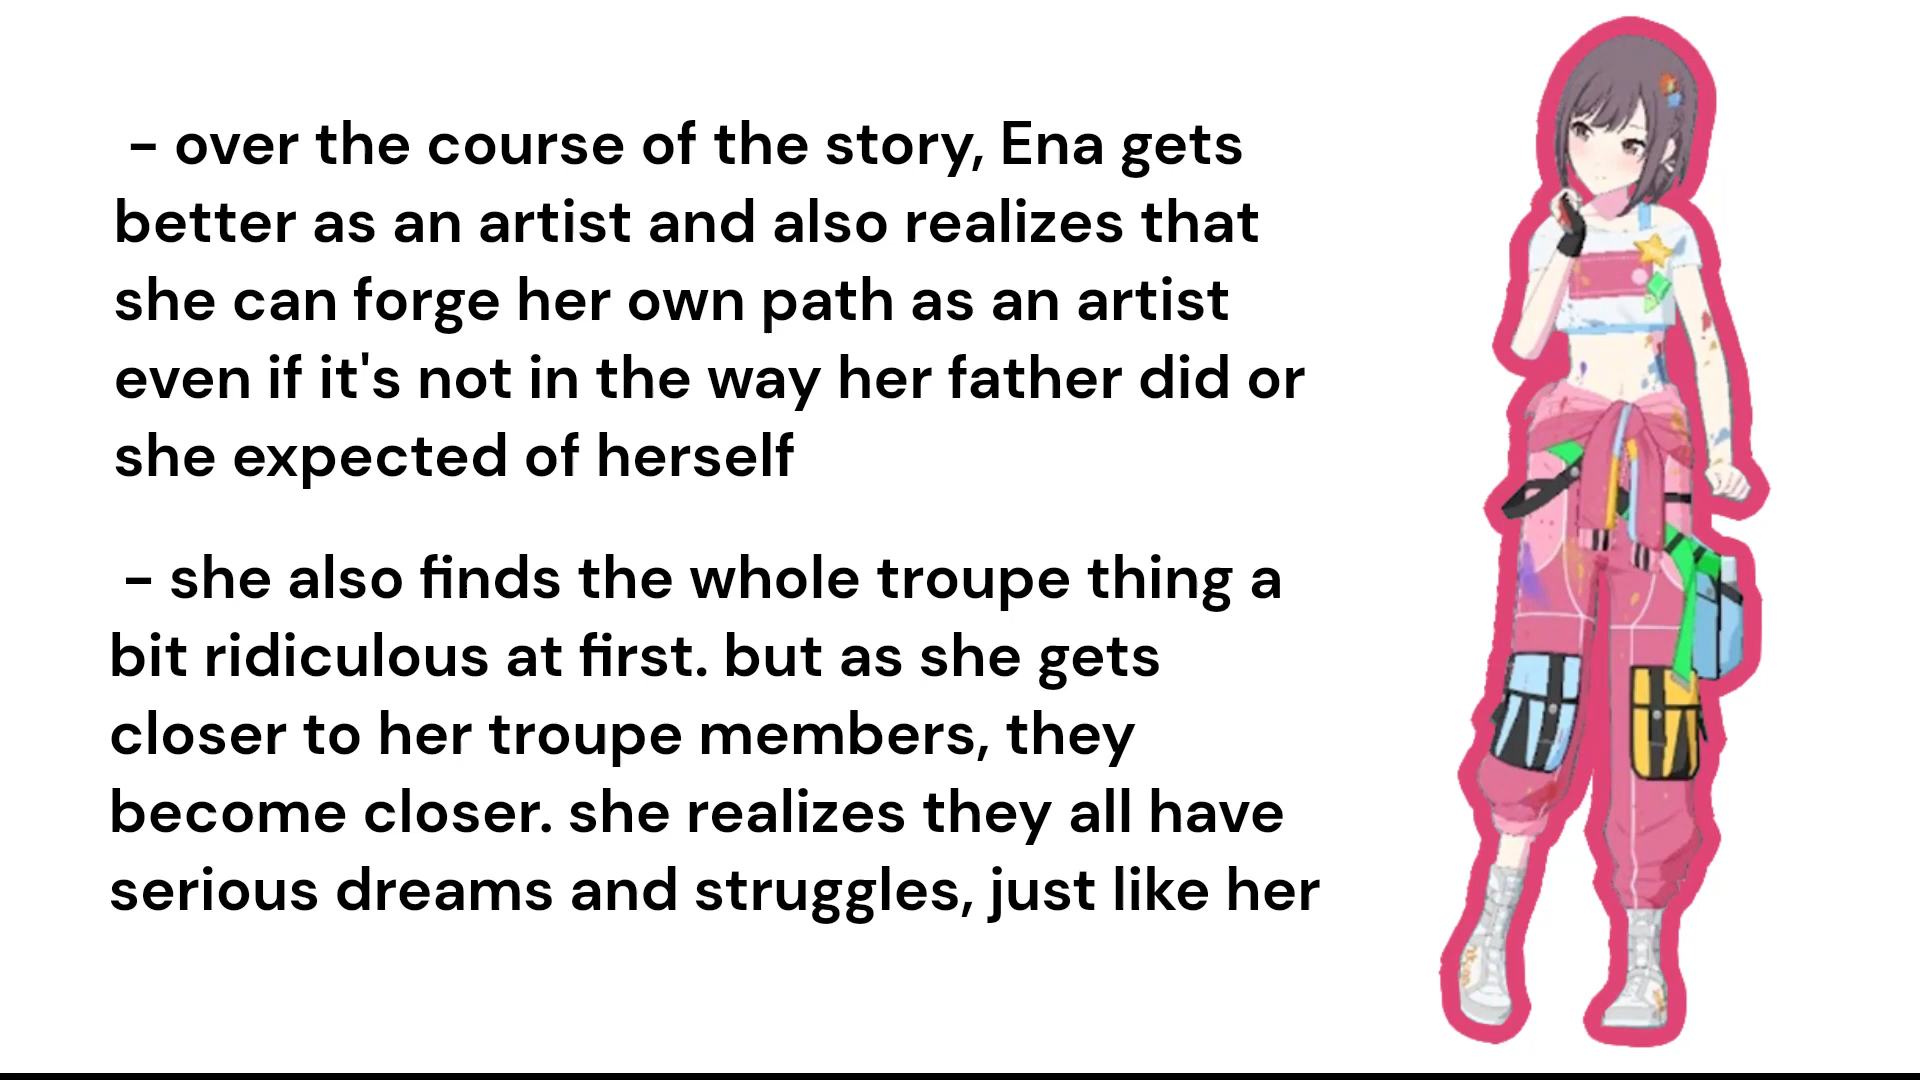 - over the course of the story, Ena gets
better as an artist and also realizes that
she can forge her own path as an artist
even if it's not in the way her father did or
she expected of herself
- she also finds the whole troupe thing a
bit ridiculous at first. but as she gets
closer to her troupe members, they
become closer. she realizes they all have
serious dreams and struggles, just like her